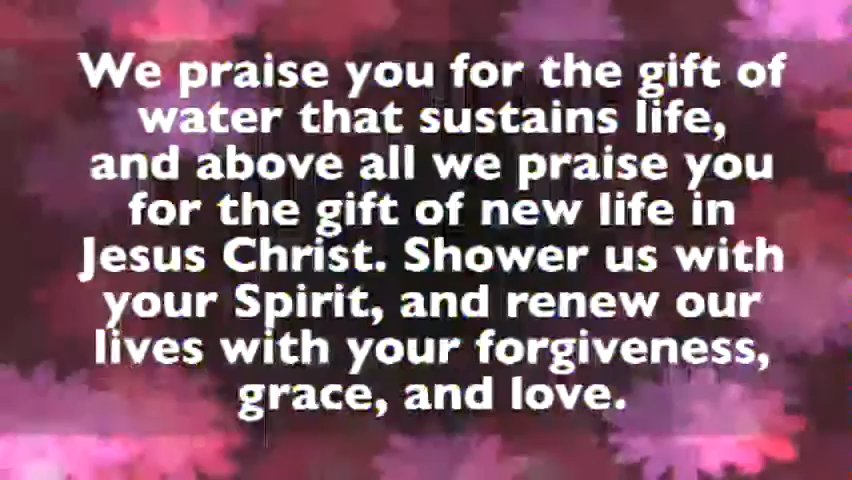 We praise you for the gift of
water that sustains life,
and above all we praise you
for the gift of new life in
Jesus Christ. Shower us with
your Spirit, and renew our
lives with your forgiveness,
grace, and love.